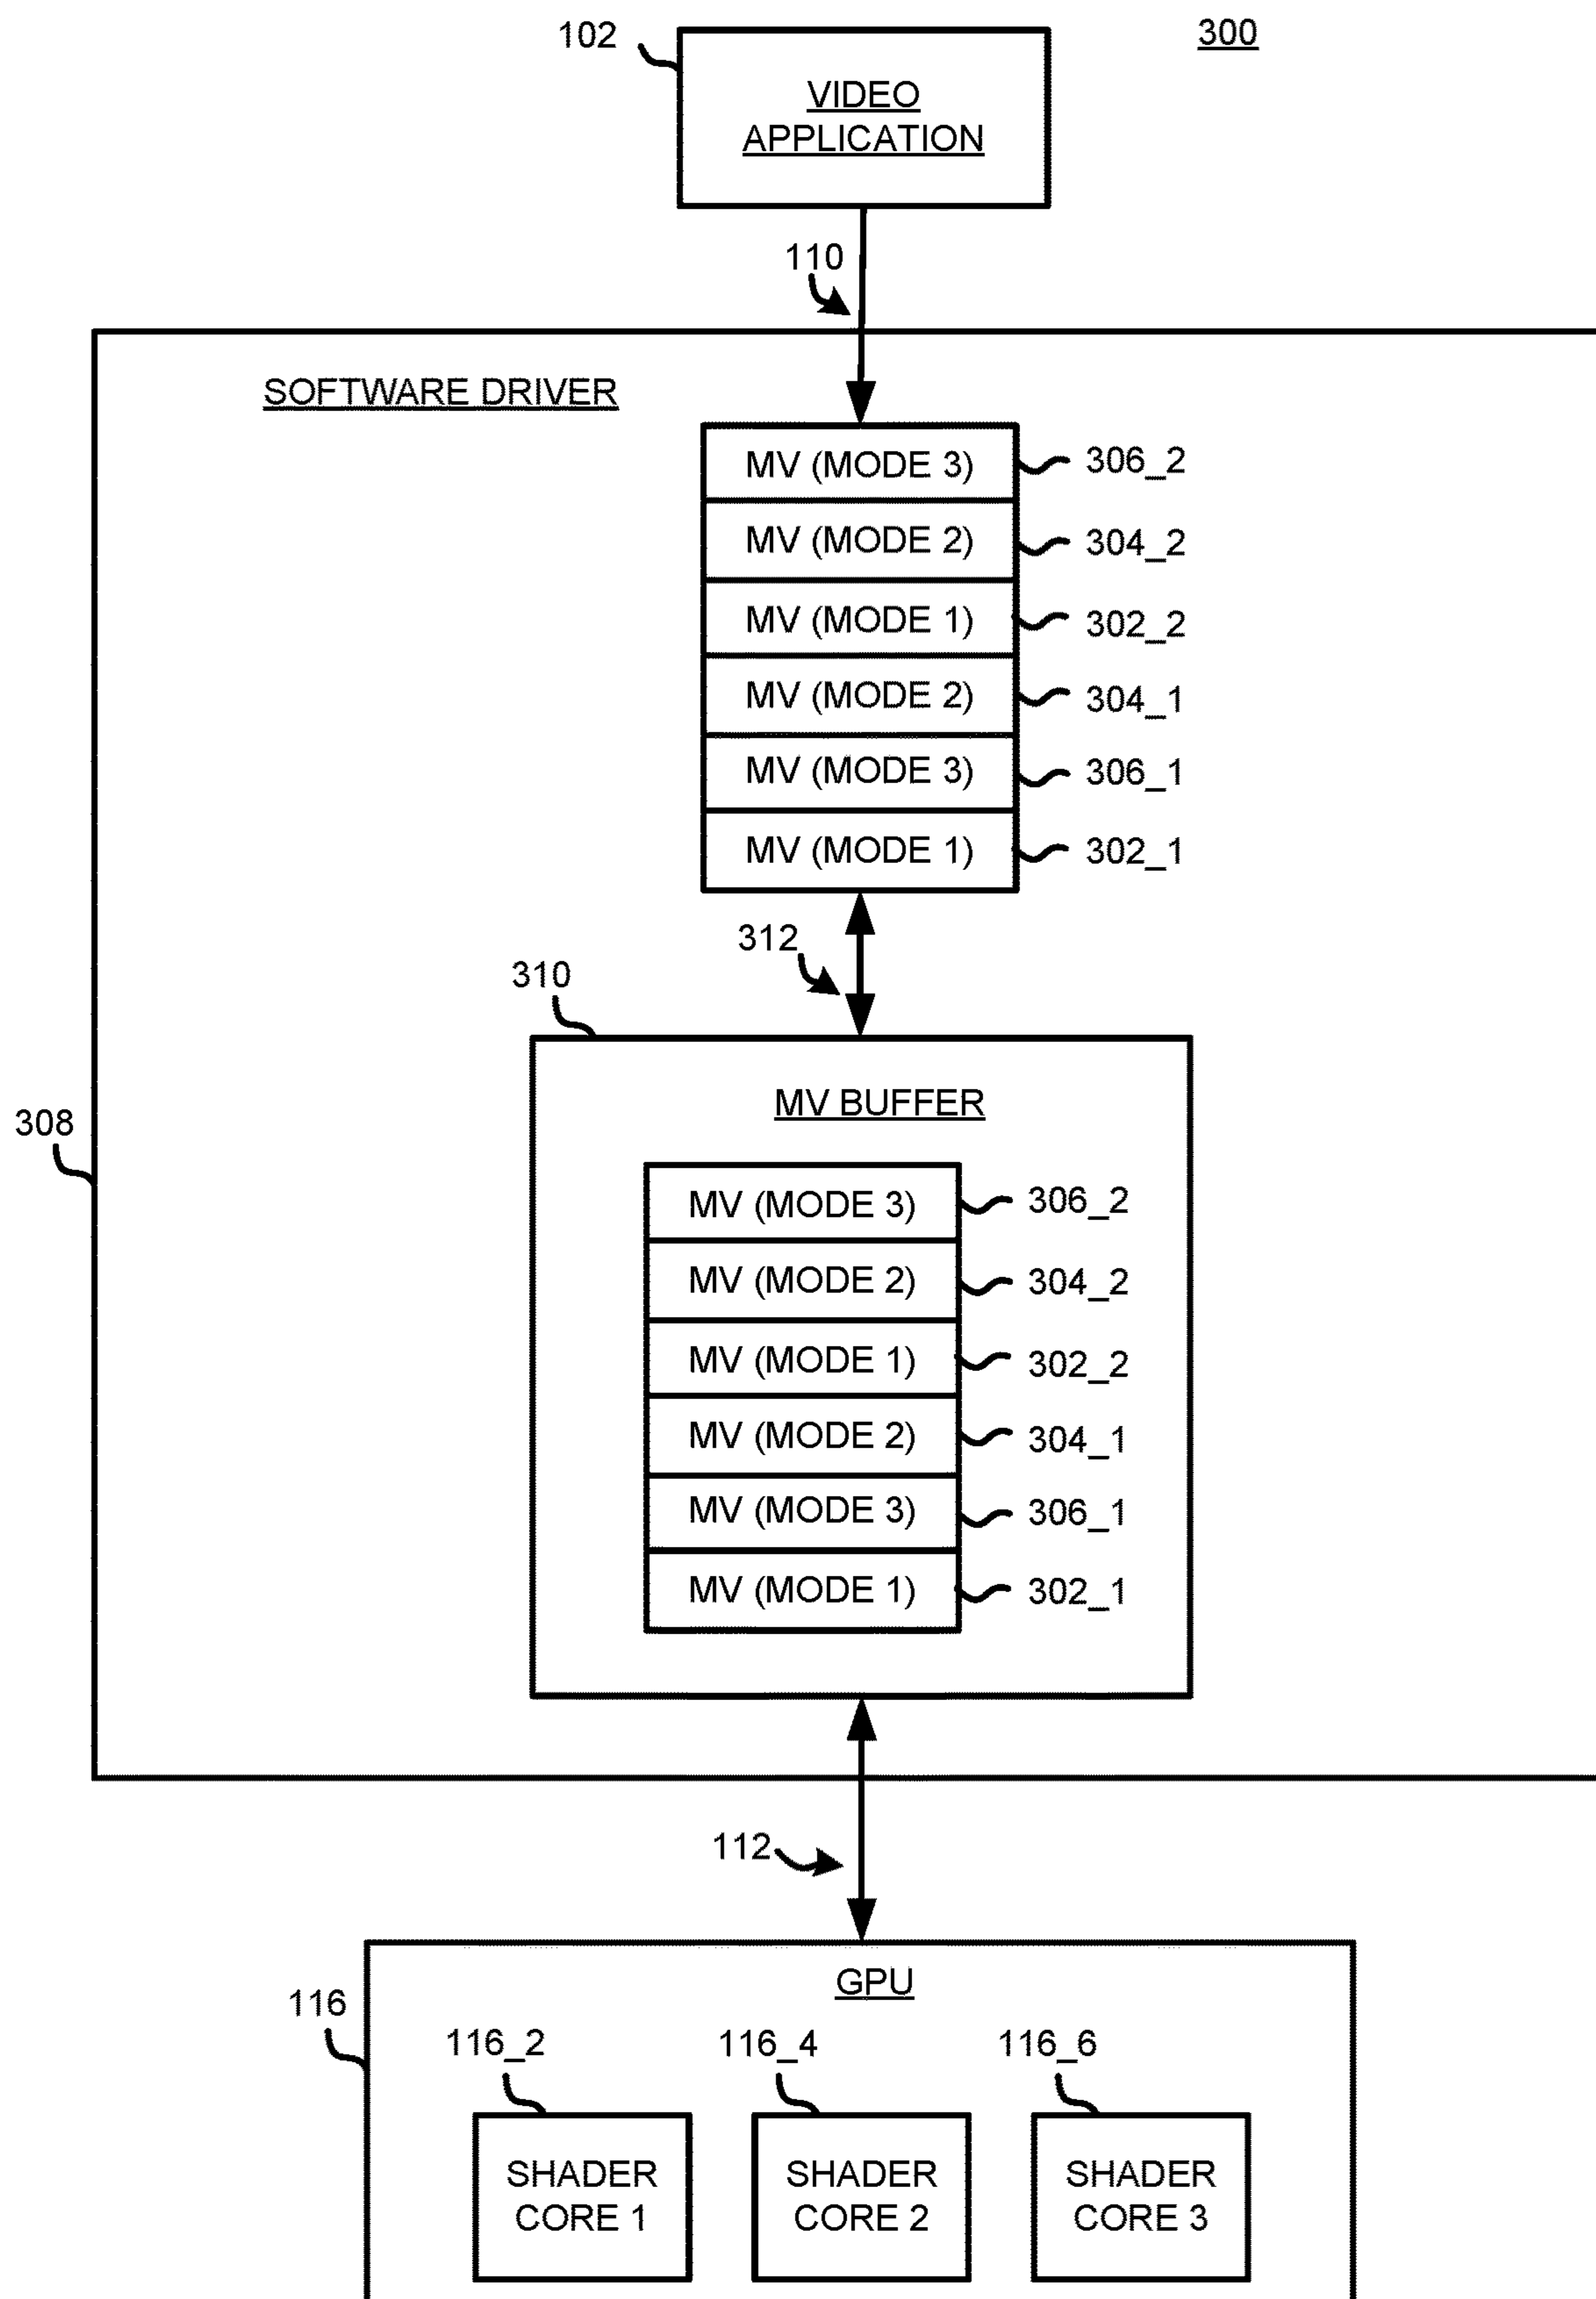 300
102
VIDEO
APPLICATION
110
SOFTWARE DRIVER
MV (MODE 3) 306_2
MV (MODE 2) 304_2
MV (MODE 1) 302_2
MV (MODE 2) 304_1
MV (MODE 3) 306_1
MV (MODE 1) 302_1
312
310
308
MV BUFFER
MV (MODE 3) 306_2
MV (MODE 2) 304_2
MV (MODE 1) 302_2
MV (MODE 2) 304_1
MV (MODE 3) 306_1
MV (MODE 1) 302_1
112
GPU
116
116_2 116_4 116_6
SHADER
CORE 1
SHADER
CORE 2
SHADER
CORE 3